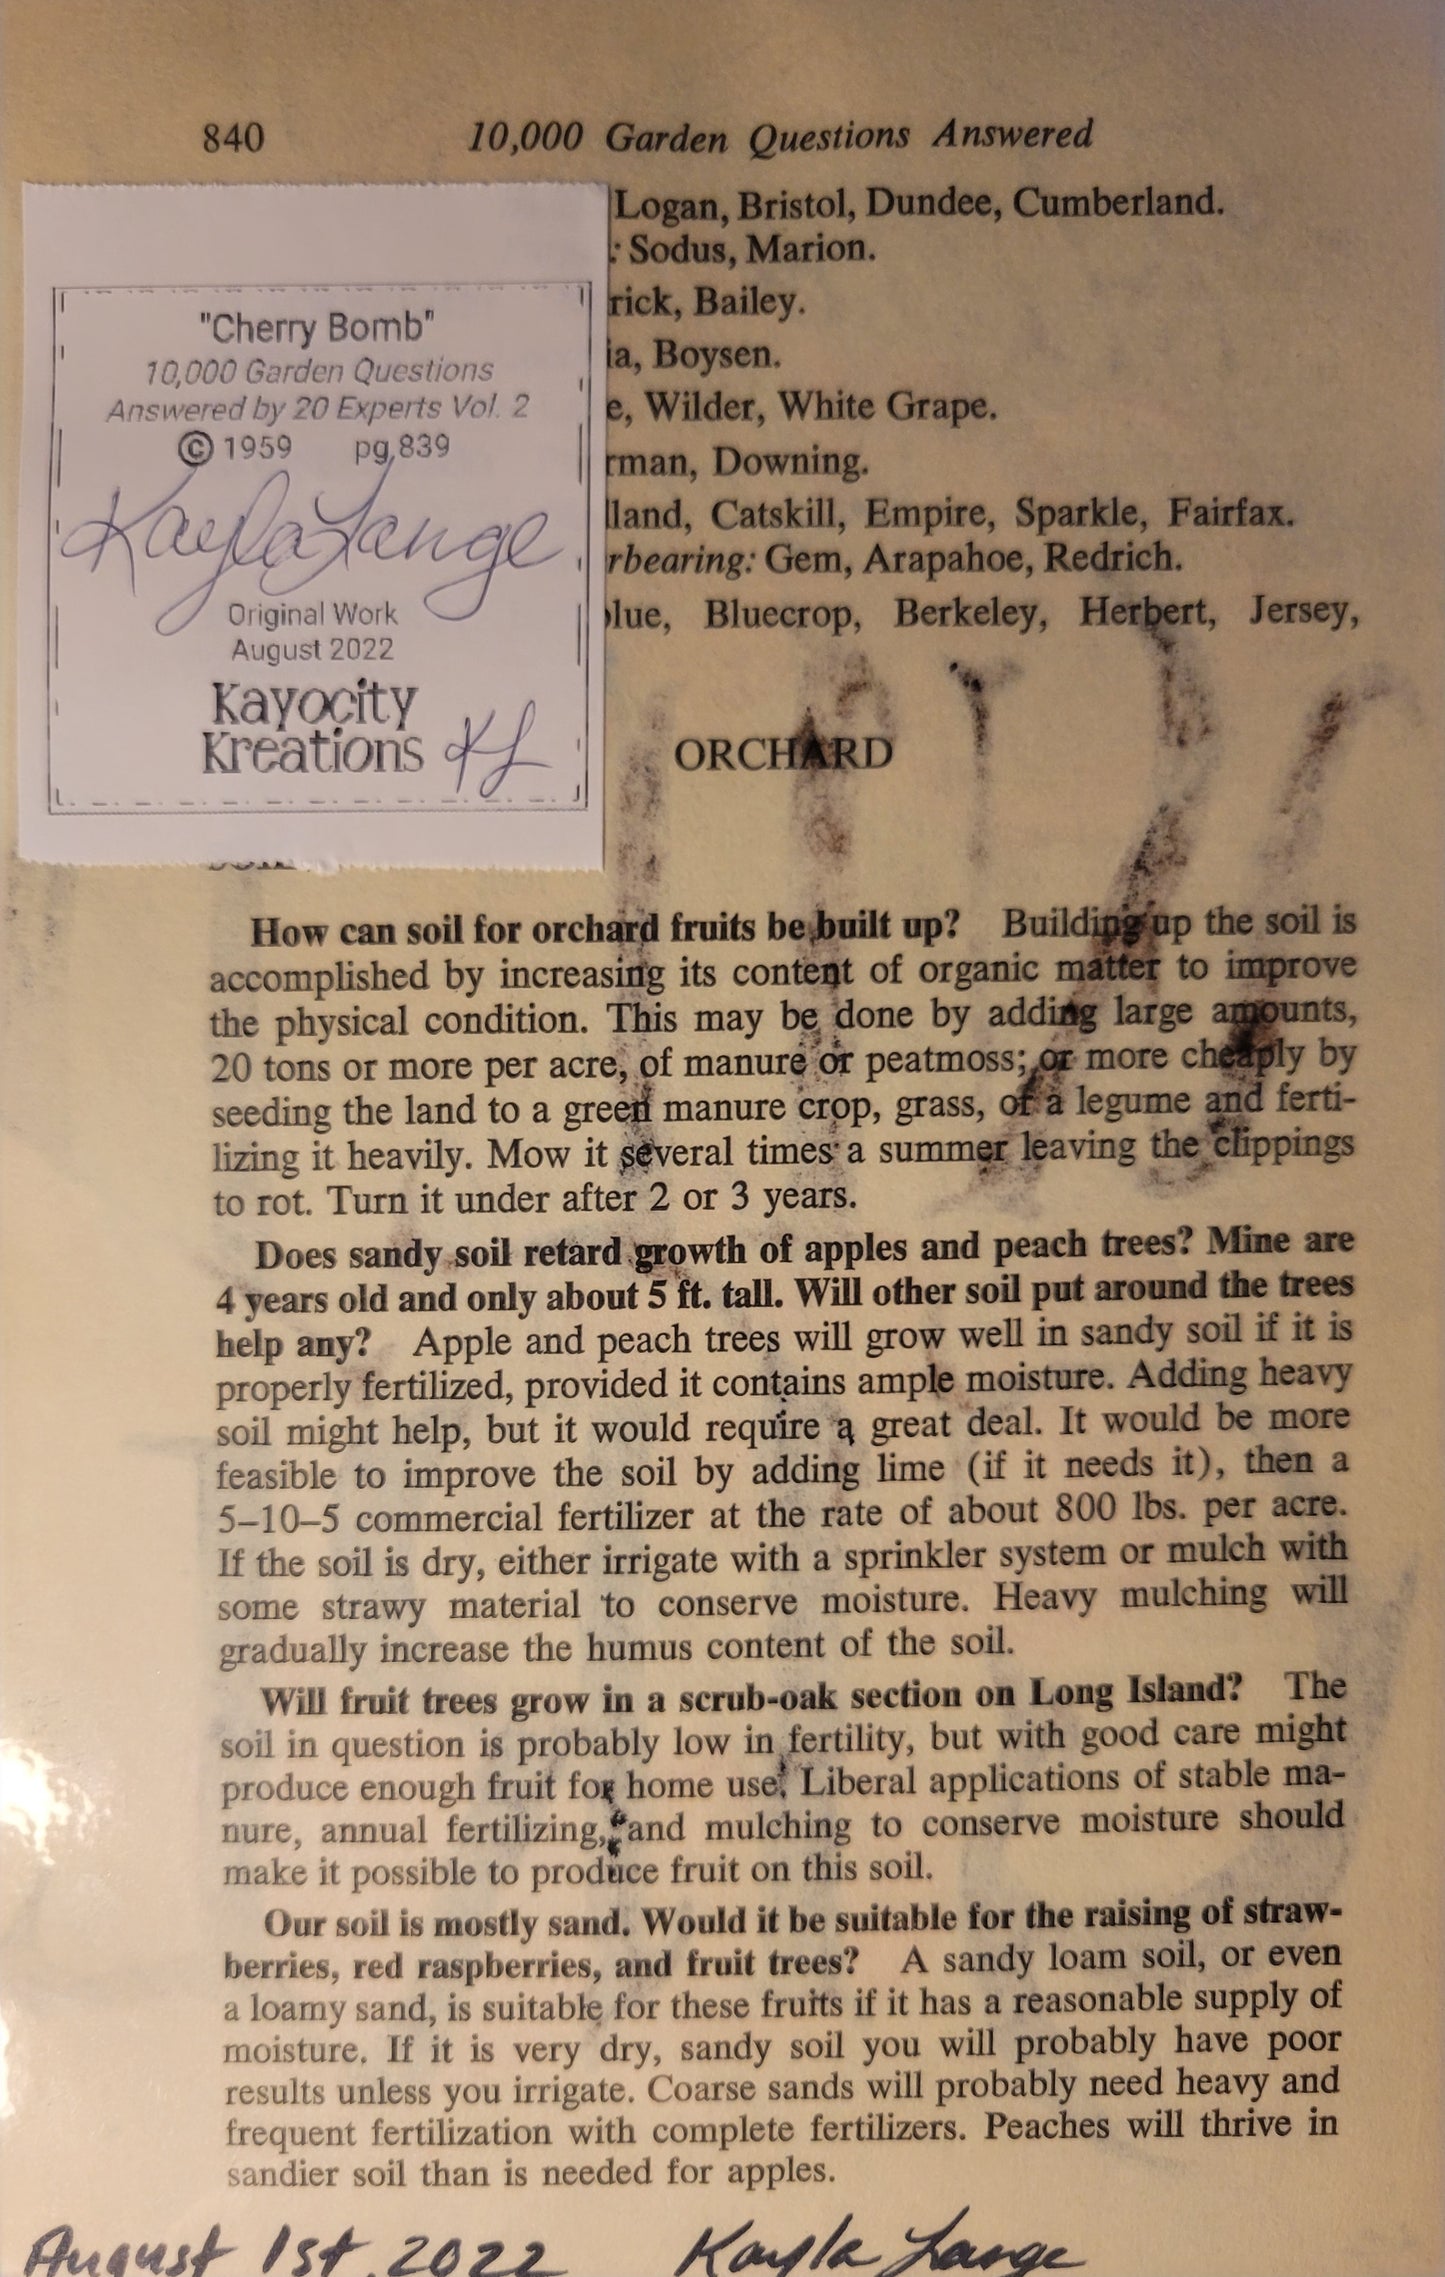 840 10,000 Garden Questions Answered
Logan, Bristol, Dundee, Cumberland.
: Sodus, Marion.
rick, Bailey.
ia, Boysen.
e, Wilder, White Grape.
rman, Downing.
lland, Catskill, Empire, Sparkle, Fairfax.
rbearing: Gem, Arapahoe, Redrich.
lue, Bluecrop, Berkeley, Herbert, Jersey,
"Cherry Bomb"
10,000 Garden Questions
Answered by 20 Experts Vol. 2
© 1959 pg.839
Kayla Lange
Original Work
August 2022
Kayocity
Kreations KL
ORCHARD
How can soil for orchard fruits be built up? Building up the soil is
accomplished by increasing its content of organic matter to improve
the physical condition. This may be done by adding large amounts,
20 tons or more per acre, of manure or peatmoss; or more cheaply by
seeding the land to a green manure crop, grass, of a legume and ferti-
lizing it heavily. Mow it several times a summer leaving the clippings
to rot. Turn it under after 2 or 3 years.
Does sandy soil retard growth of apples and peach trees? Mine are
4 years old and only about 5 ft. tall. Will other soil put around the trees
help any? Apple and peach trees will grow well in sandy soil if it is
properly fertilized, provided it contains ample moisture. Adding heavy
soil might help, but it would require a great deal. It would be more
feasible to improve the soil by adding lime (if it needs it), then a
5–10–5 commercial fertilizer at the rate of about 800 lbs. per acre.
If the soil is dry, either irrigate with a sprinkler system or mulch with
some strawy material to conserve moisture. Heavy mulching will
gradually increase the humus content of the soil.
Will fruit trees grow in a scrub-oak section on Long Island? The
soil in question is probably low in fertility, but with good care might
produce enough fruit for home use. Liberal applications of stable ma-
nure, annual fertilizing, and mulching to conserve moisture should
make it possible to produce fruit on this soil.
Our soil is mostly sand. Would it be suitable for the raising of straw-
berries, red raspberries, and fruit trees? A sandy loam soil, or even
a loamy sand, is suitable for these fruits if it has a reasonable supply of
moisture. If it is very dry, sandy soil you will probably have poor
results unless you irrigate. Coarse sands will probably need heavy and
frequent fertilization with complete fertilizers. Peaches will thrive in
sandier soil than is needed for apples.
August 1st, 2022 Kayla Lange